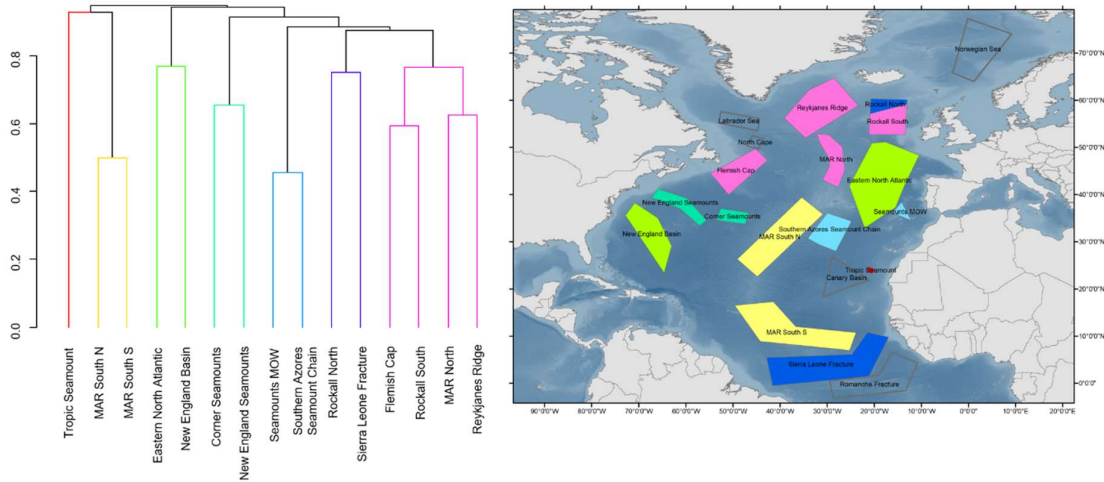 0.0 0.2 0.4 0.6 0.8
Tropic Seamount
MAR South N
MAR South S
Eastern North Atlantic
New England Basin
Corner Seamounts
New England Seamounts
Seamounts MOW
Southern Azores
Seamount Chain
Rockall North
Sierra Leone Fracture
Flemish Cap
Rockall South
MAR North
Reykjanes Ridge
Norwegian Sea
Reykjanes Ridge
Rockall North
Rockall South
Labrador Sea
North Cape
MAR North
Flemish Cap
Eastern North Atlantic
New England Seamounts
Seamounts MOW
Corner Seamounts
Southern Azores Seamount Chain
New England Basin
MAR South N
Tropic Seamount
Canary Basin
MAR South S
Sierra Leone Fracture
Romanche Fracture
70°0'0"N
60°0'0"N
50°0'0"N
40°0'0"N
30°0'0"N
20°0'0"N
10°0'0"N
0°0'0"
90°0'0"W 80°0'0"W 70°0'0"W 60°0'0"W 50°0'0"W 40°0'0"W 30°0'0"W 20°0'0"W 10°0'0"W 0°0'0" 10°0'0"E 20°0'0"E